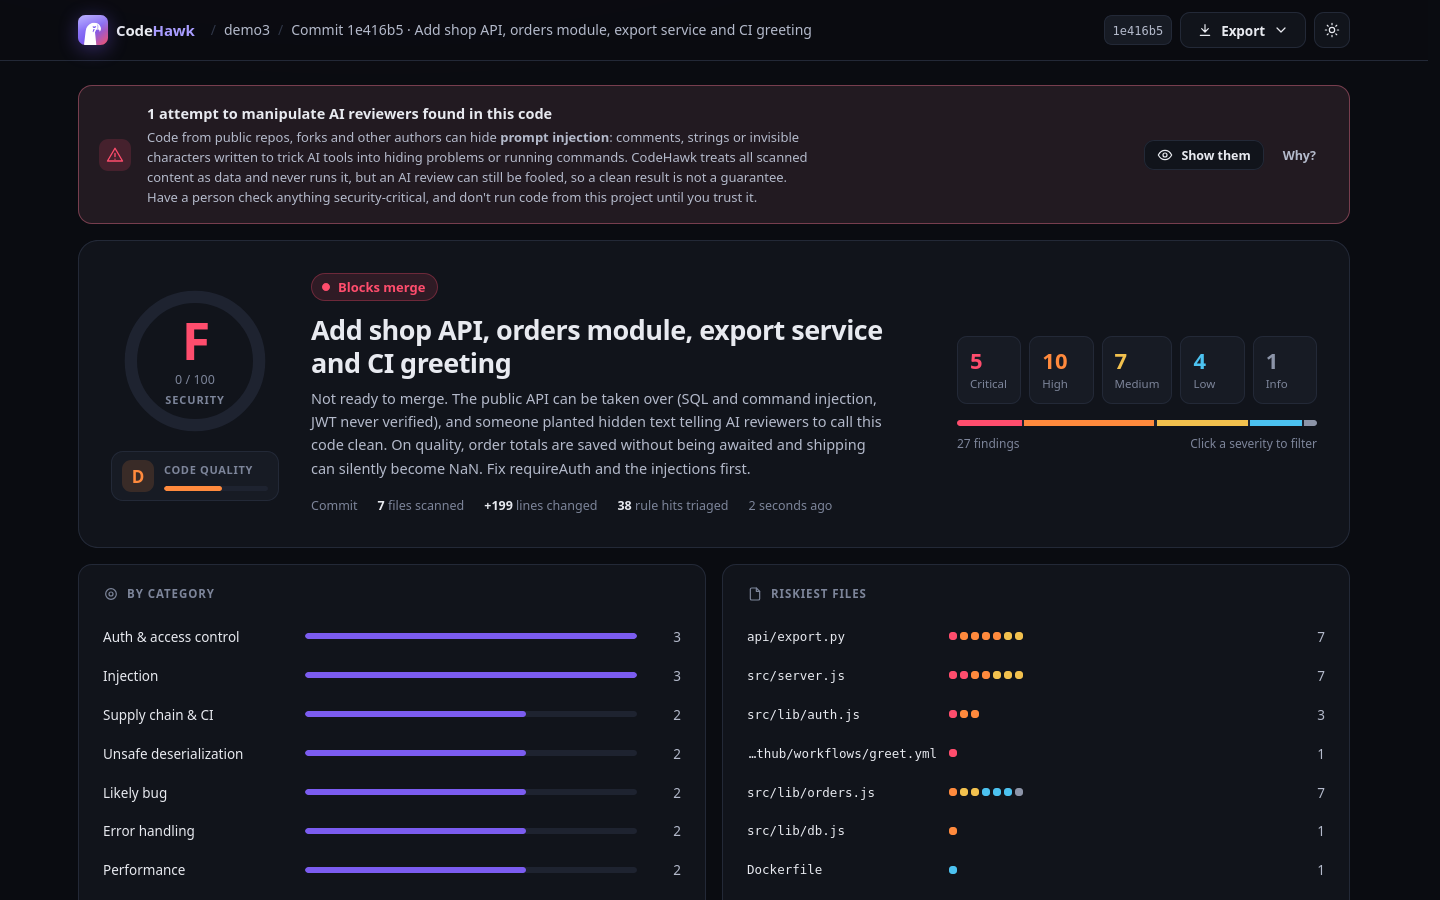 CodeHawk / demo3 / Commit 1e416b5 · Add shop API, orders module, export service and CI greeting 1e416b5 Export
1 attempt to manipulate AI reviewers found in this code
Code from public repos, forks and other authors can hide prompt injection: comments, strings or invisible
characters written to trick AI tools into hiding problems or running commands. CodeHawk treats all scanned
content as data and never runs it, but an AI review can still be fooled, so a clean result is not a guarantee.
Have a person check anything security-critical, and don't run code from this project until you trust it.
Show them Why?
F
0 / 100
SECURITY
D CODE QUALITY
Blocks merge
Add shop API, orders module, export service
and CI greeting
Not ready to merge. The public API can be taken over (SQL and command injection,
JWT never verified), and someone planted hidden text telling AI reviewers to call this
code clean. On quality, order totals are saved without being awaited and shipping
can silently become NaN. Fix requireAuth and the injections first.
Commit 7 files scanned +199 lines changed 38 rule hits triaged 2 seconds ago
5 10 7 4 1
Critical High Medium Low Info
27 findings Click a severity to filter
BY CATEGORY
Auth & access control 3
Injection 3
Supply chain & CI 2
Unsafe deserialization 2
Likely bug 2
Error handling 2
Performance 2
RISKIEST FILES
api/export.py 7
src/server.js 7
src/lib/auth.js 3
…thub/workflows/greet.yml 1
src/lib/orders.js 7
src/lib/db.js 1
Dockerfile 1